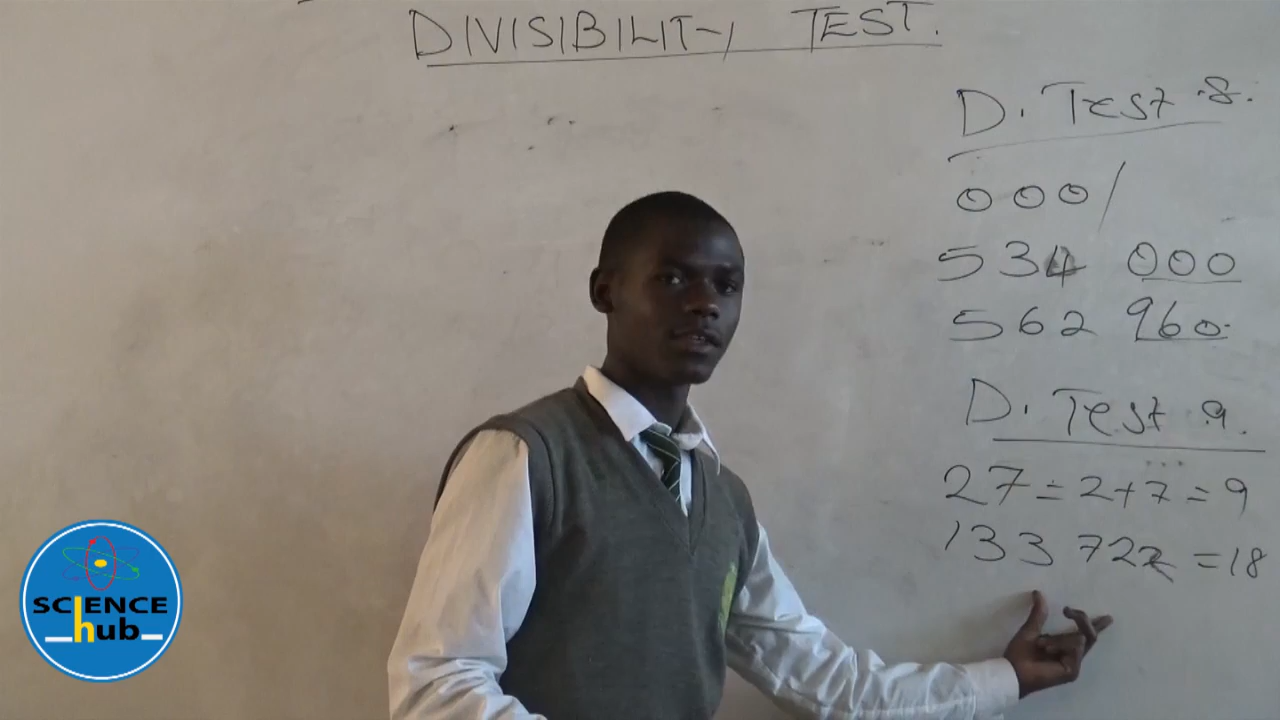 DIVISIBILITY TEST.
D. Test 8.
000/
534 000
562 960.
D. Test 9.
27 = 2+7 = 9
133 722 = 18
SCIENCE
hub